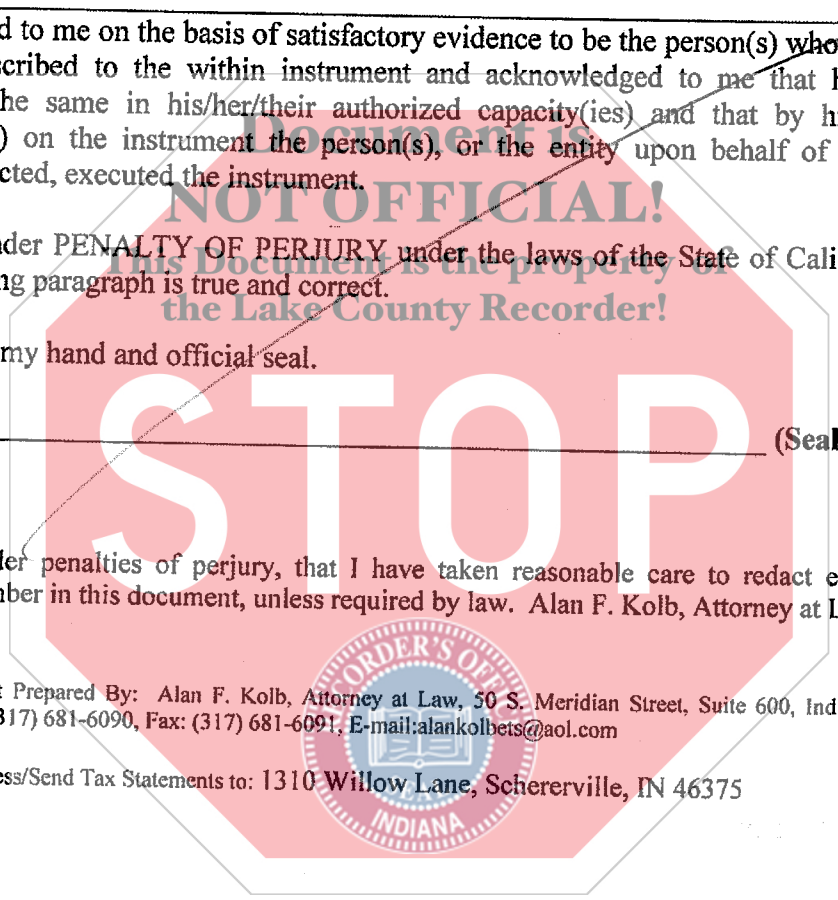 d to me on the basis of satisfactory evidence to be the person(s) who
cribed to the within instrument and acknowledged to me that h
he same in his/her/their authorized capacity(ies) and that by h
) on the instrument the person(s), or the entity upon behalf of
cted, executed the instrument.
Document is
NOT OFFICIAL!
This Document is the property of
the Lake County Recorder!
der PENALTY OF PERJURY under the laws of the State of Cali
ng paragraph is true and correct.
my hand and official seal.
STOP
(Seal
der penalties of perjury, that I have taken reasonable care to redact e
nber in this document, unless required by law. Alan F. Kolb, Attorney at L
RECORDER'S OFFICE
: Prepared By: Alan F. Kolb, Attorney at Law, 50 S. Meridian Street, Suite 600, Ind
317) 681-6090, Fax: (317) 681-6091, E-mail:alankolbets@aol.com
ess/Send Tax Statements to: 1310 Willow Lane, Schererville, IN 46375
SEAL
INDIANA